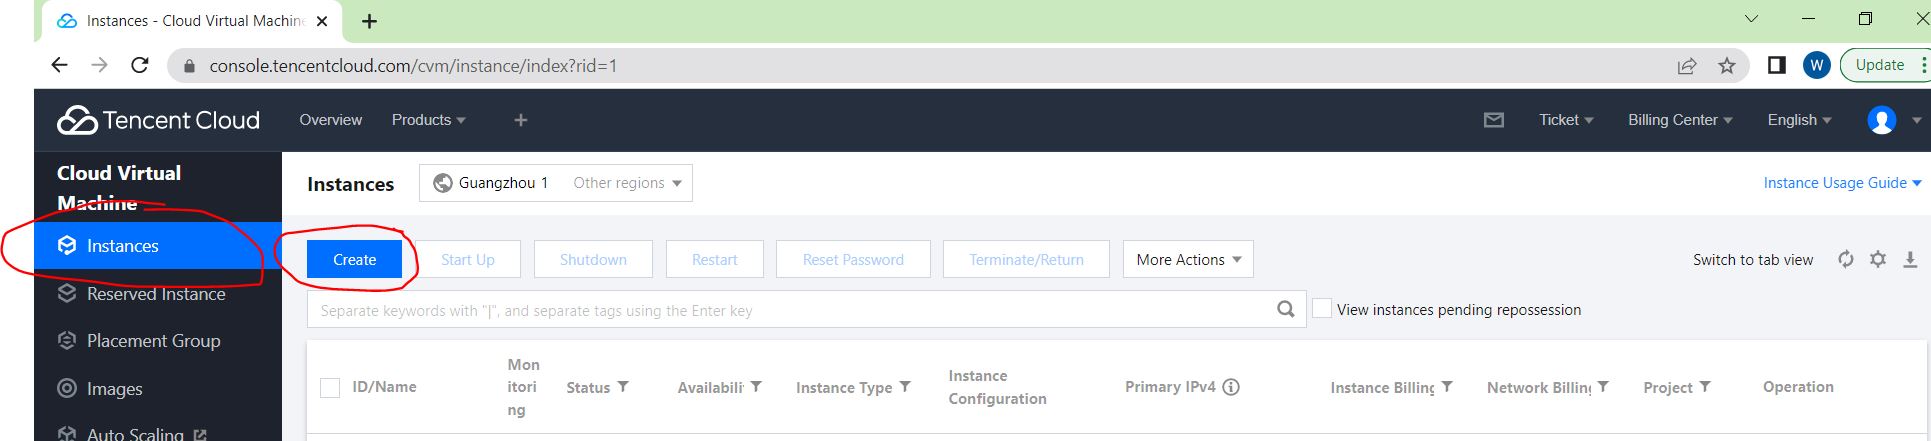 Instances - Cloud Virtual Machine
console.tencentcloud.com/cvm/instance/index?rid=1
W
Update
Tencent Cloud
Overview
Products
Ticket
Billing Center
English
Cloud Virtual
Machine
Instances
Reserved Instance
Placement Group
Images
Auto Scaling
Instances
Guangzhou 1
Other regions
Instance Usage Guide
Create
Start Up
Shutdown
Restart
Reset Password
Terminate/Return
More Actions
Switch to tab view
Separate keywords with "|", and separate tags using the Enter key
View instances pending repossession
ID/Name
Mon
itori
ng
Status
Availabili
Instance Type
Instance
Configuration
Primary IPv4
Instance Billing
Network Billing
Project
Operation